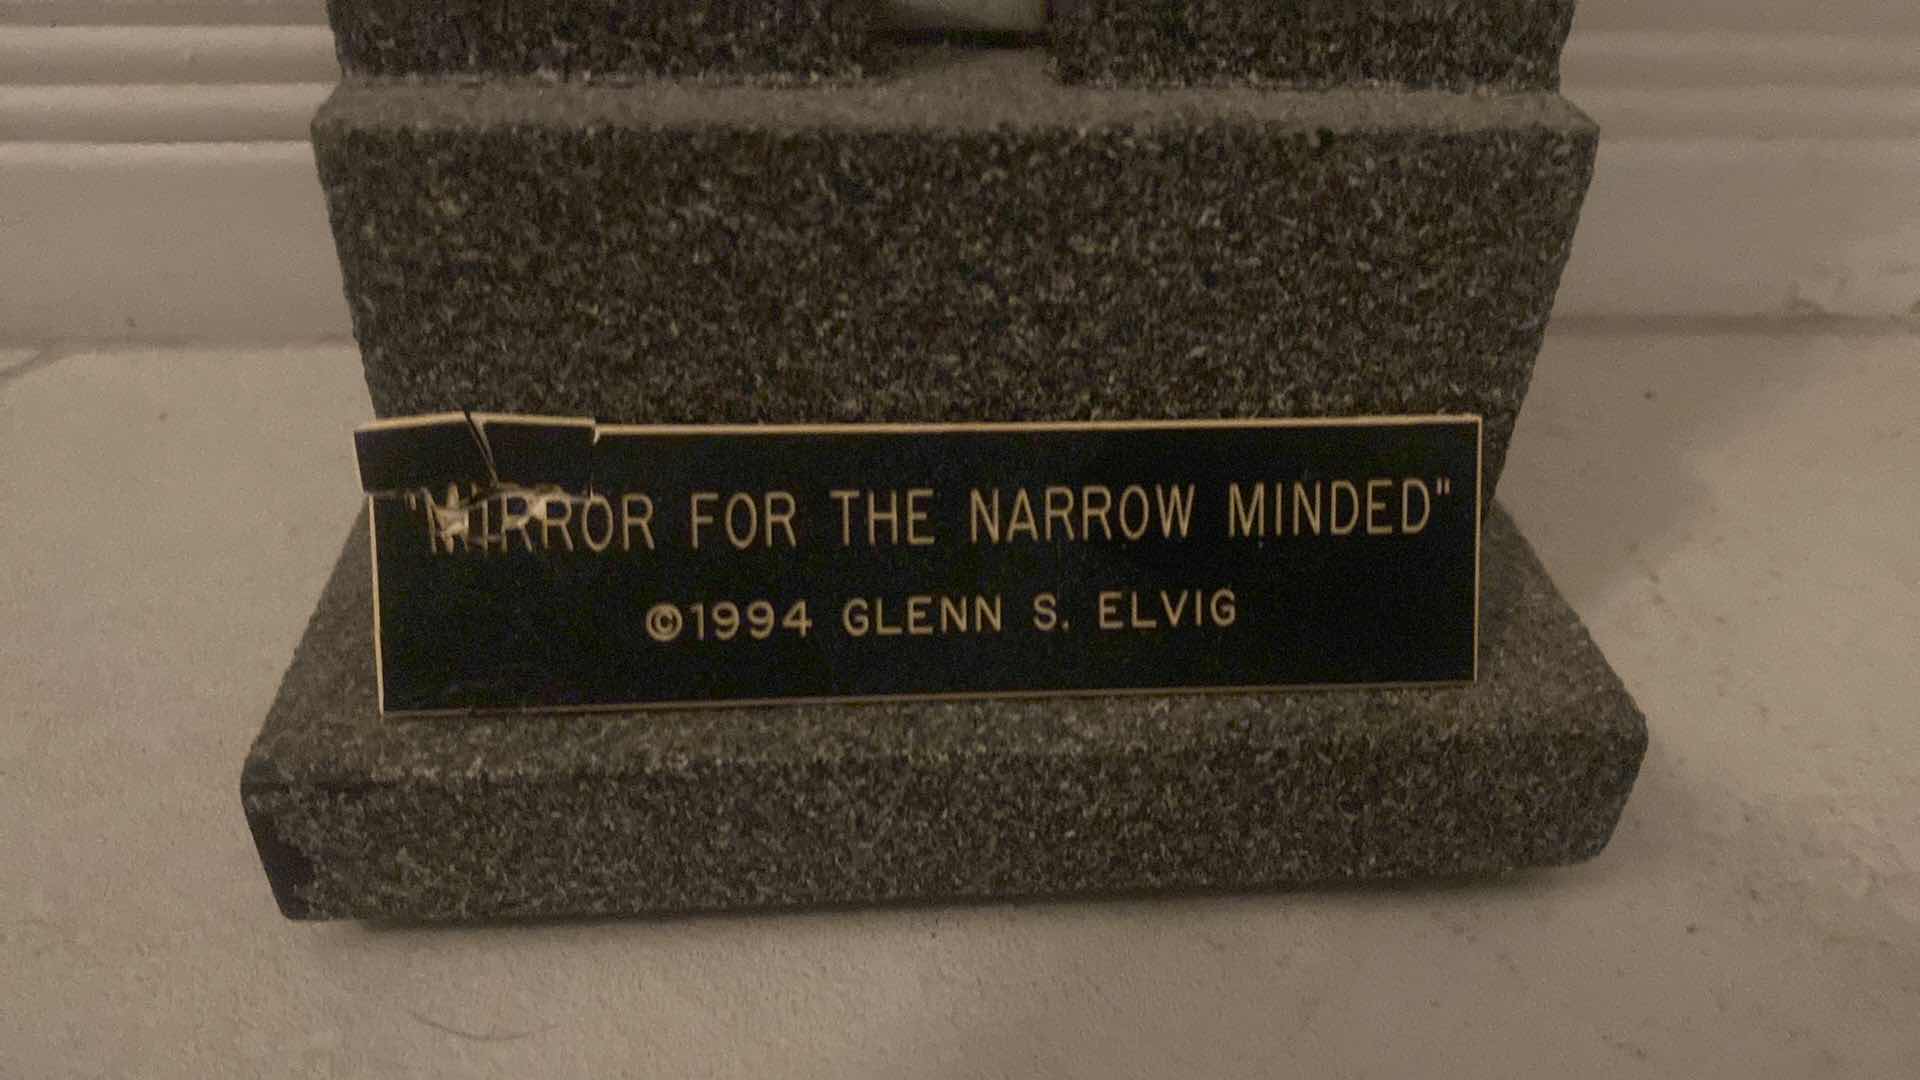 "MIRROR FOR THE NARROW MINDED"
©1994 GLENN S. ELVIG